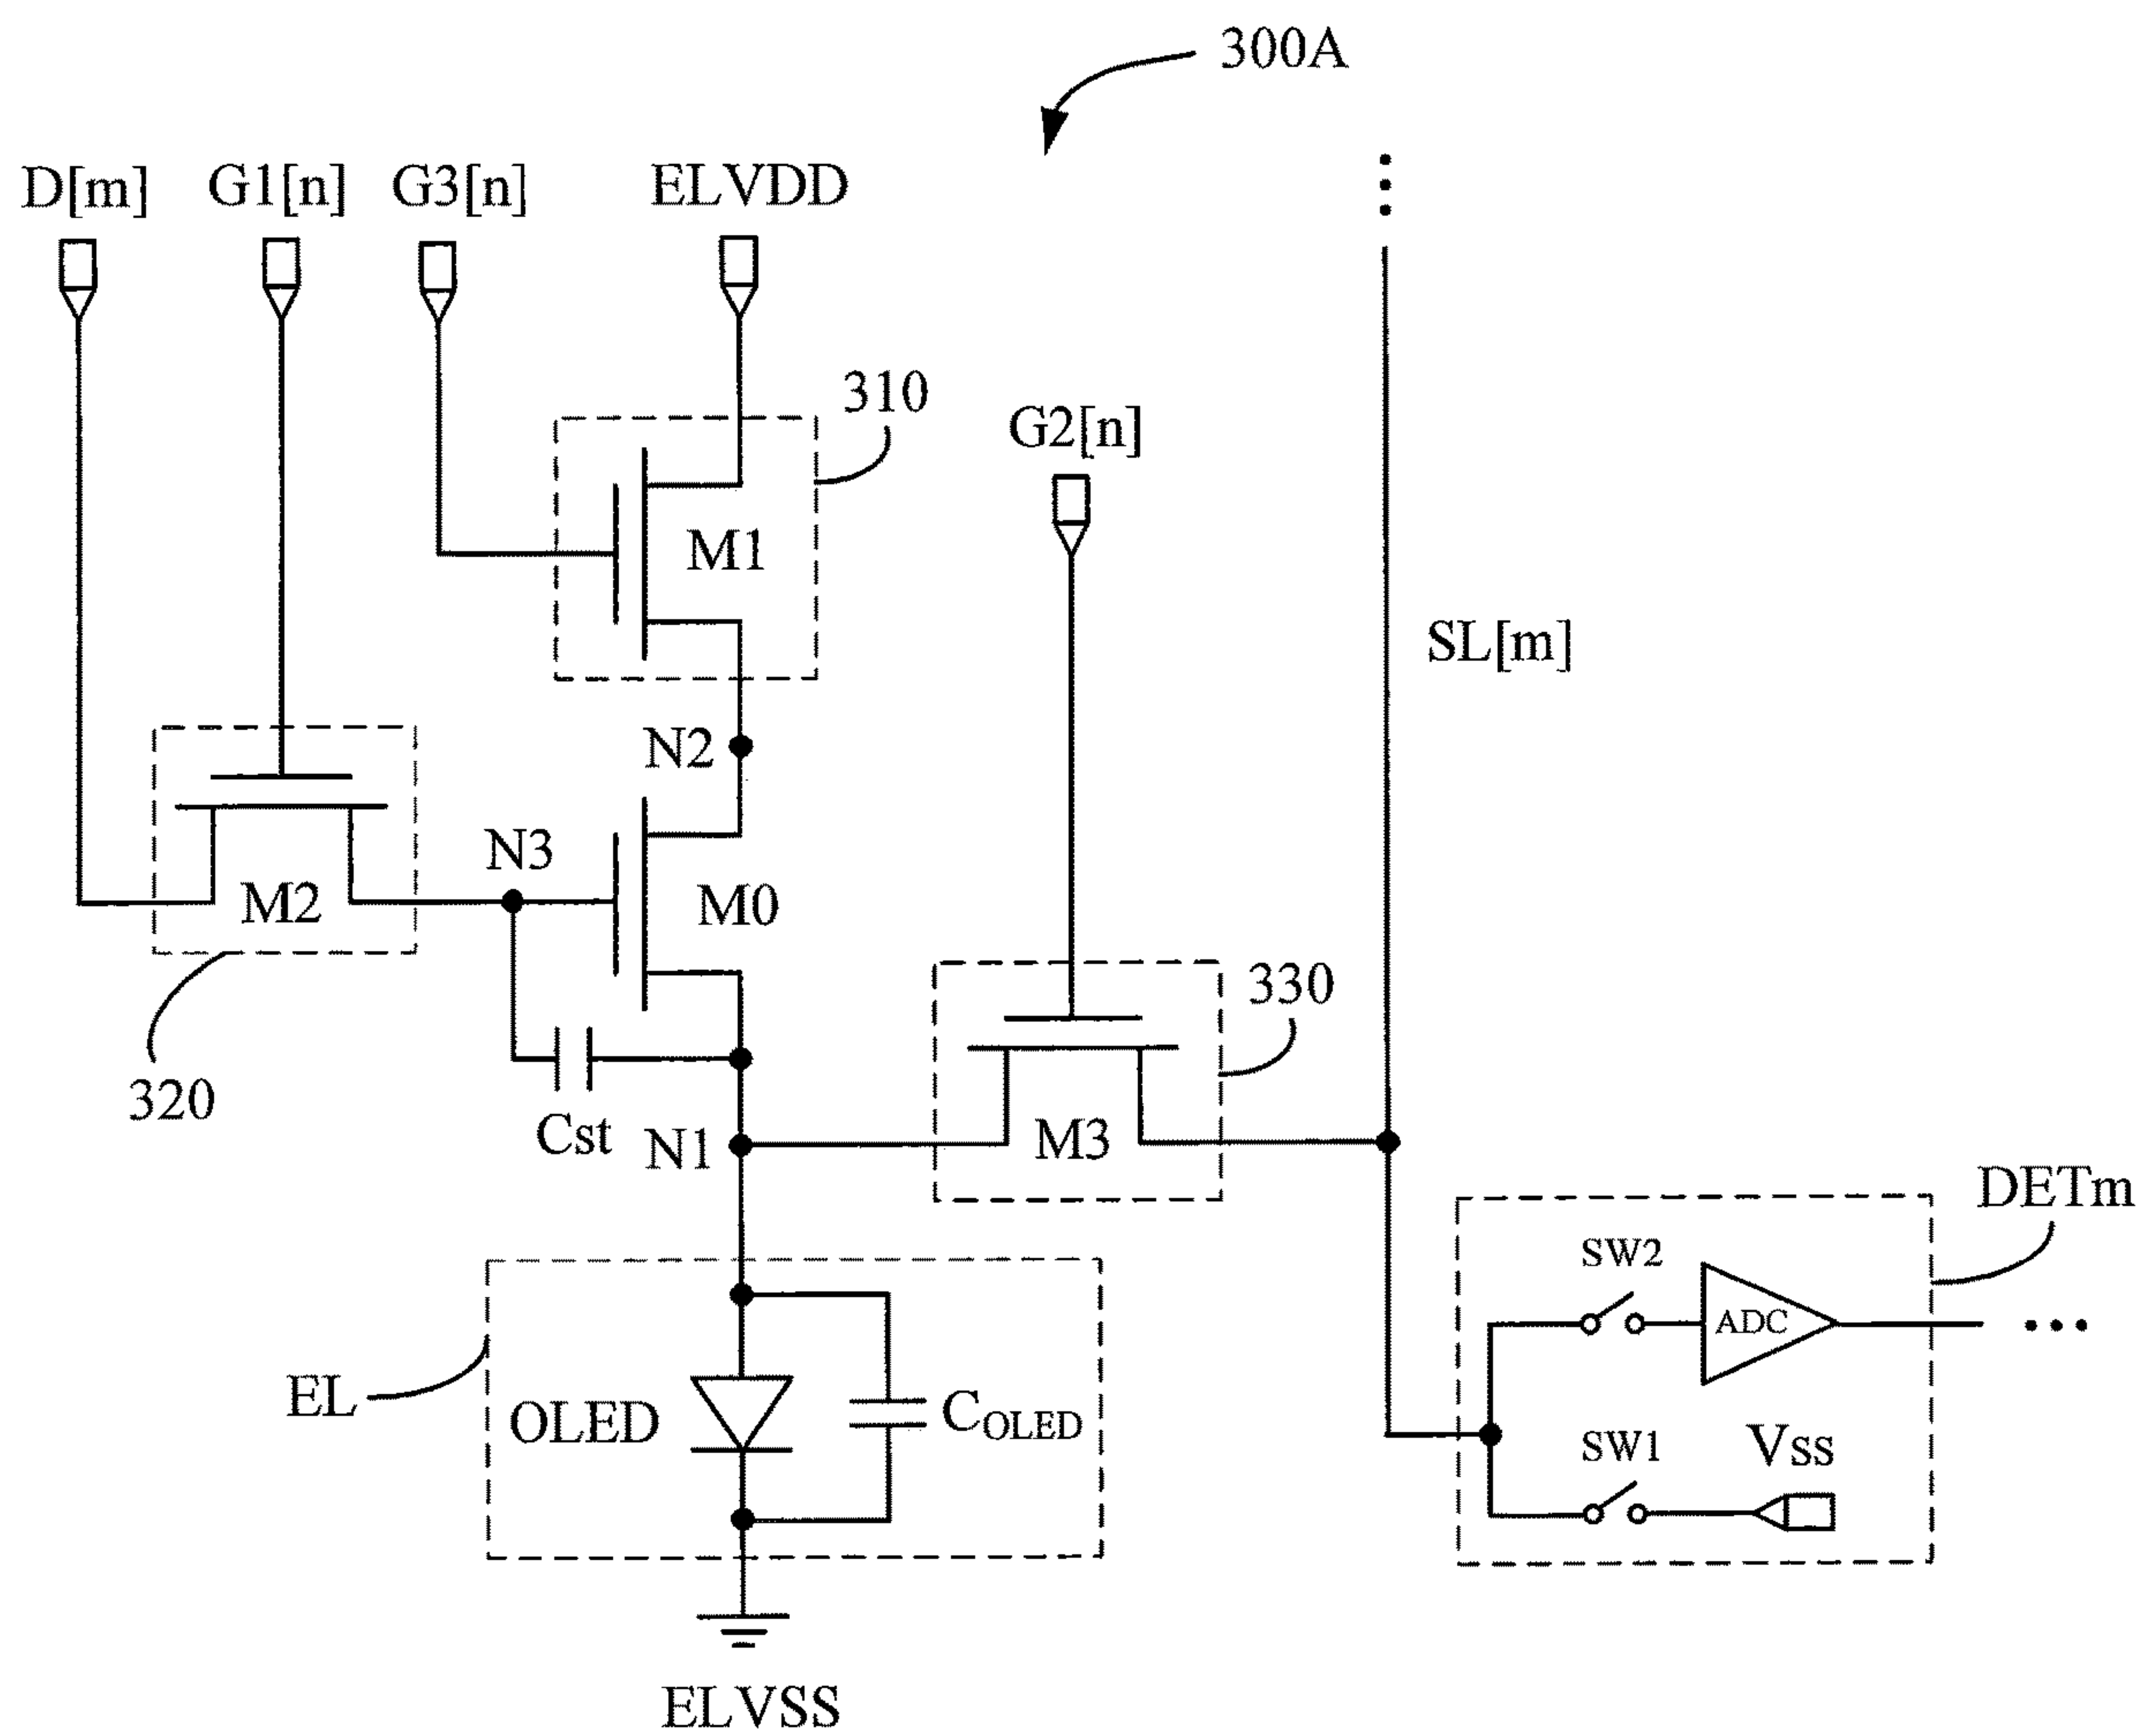 300A
D[m] G1[n] G3[n] ELVDD
310
G2[n]
M1
SL[m]
N2
N3
M2 M0
330
320
Cst N1 M3
DETm
SW2
ADC
EL OLED COLED
SW1 VSS
ELVSS